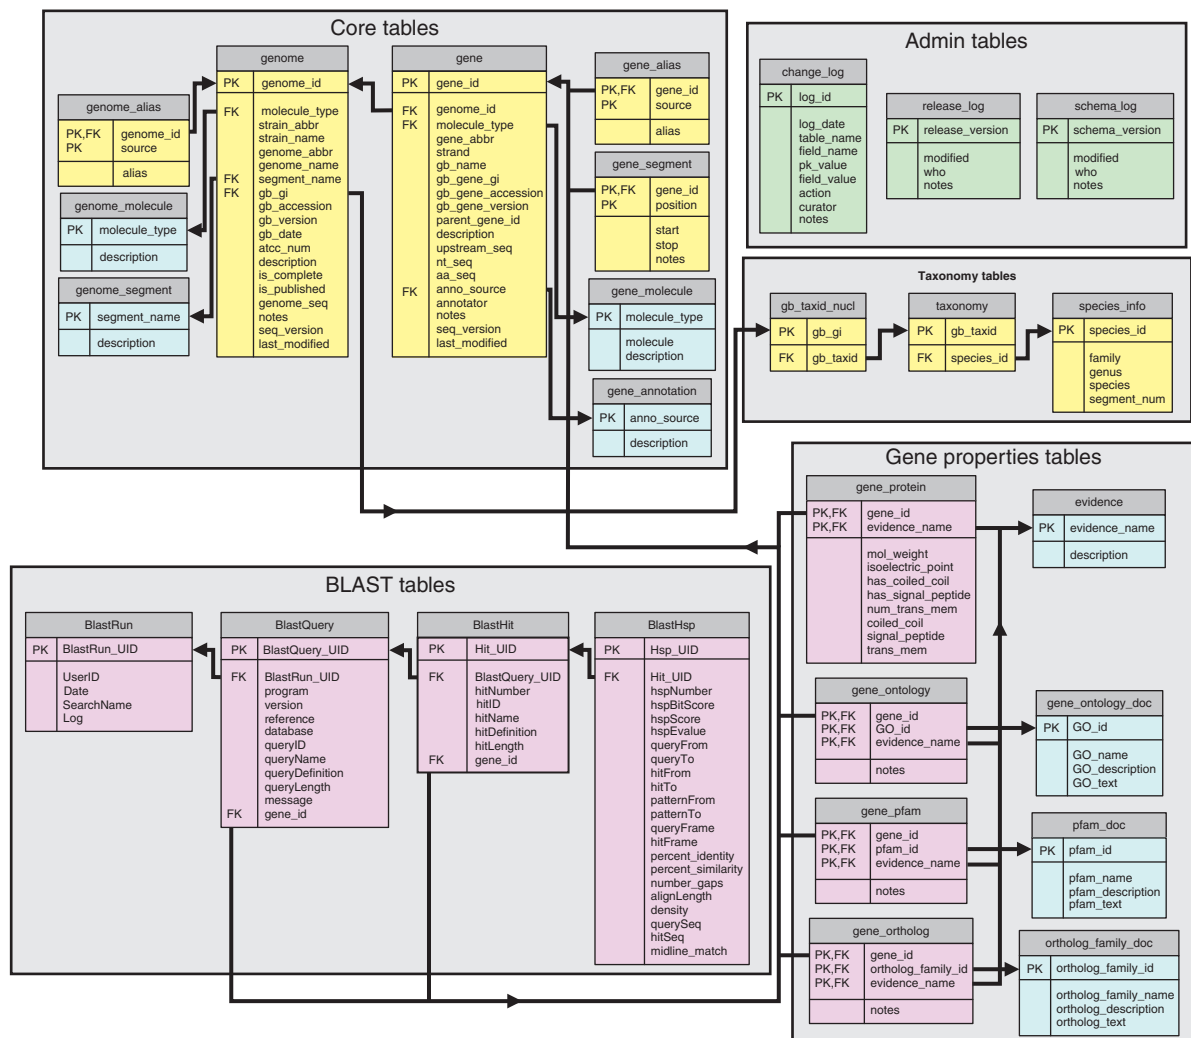 Core tables
genome
PK genome_id
FK molecule_type
strain_abbr
strain_name
genome_abbr
genome_name
FK segment_name
FK gb_gi
gb_accession
gb_version
gb_date
atcc_num
description
is_complete
is_published
genome_seq
notes
seq_version
last_modified
gene
PK gene_id
FK genome_id
FK molecule_type
gene_abbr
strand
gb_name
gb_gene_gi
gb_gene_accession
gb_gene_version
parent_gene_id
description
upstream_seq
nt_seq
aa_seq
FK anno_source
annotator
notes
seq_version
last_modified
genome_alias
PK,FK genome_id
PK source
alias
genome_molecule
PK molecule_type
description
genome_segment
PK segment_name
description
gene_alias
PK,FK gene_id
PK source
alias
gene_segment
PK,FK gene_id
PK position
start
stop
notes
gene_molecule
PK molecule_type
molecule
description
gene_annotation
PK anno_source
description
Admin tables
change_log
PK log_id
log_date
table_name
field_name
pk_value
field_value
action
curator
notes
release_log
PK release_version
modified
who
notes
schema_log
PK schema_version
modified
who
notes
Taxonomy tables
gb_taxid_nucl
PK gb_gi
FK gb_taxid
taxonomy
PK gb_taxid
FK species_id
species_info
PK species_id
family
genus
species
segment_num
BLAST tables
BlastRun
PK BlastRun_UID
UserID
Date
SearchName
Log
BlastQuery
PK BlastQuery_UID
FK BlastRun_UID
program
version
reference
database
queryID
queryName
queryDefinition
queryLength
message
FK gene_id
BlastHit
PK Hit_UID
FK BlastQuery_UID
hitNumber
hitID
hitName
hitDefinition
hitLength
FK gene_id
BlastHsp
PK Hsp_UID
FK Hit_UID
hspNumber
hspBitScore
hspScore
hspEvalue
queryFrom
queryTo
hitFrom
hitTo
patternFrom
patternTo
queryFrame
hitFrame
percent_identity
percent_similarity
number_gaps
alignLength
density
querySeq
hitSeq
midline_match
Gene properties tables
gene_protein
PK,FK gene_id
PK,FK evidence_name
mol_weight
isoelectric_point
has_coiled_coil
has_signal_peptide
num_trans_mem
coiled_coil
signal_peptide
trans_mem
evidence
PK evidence_name
description
gene_ontology
PK,FK gene_id
PK,FK GO_id
PK,FK evidence_name
notes
gene_ontology_doc
PK GO_id
GO_name
GO_description
GO_text
gene_pfam
PK,FK gene_id
PK,FK pfam_id
PK,FK evidence_name
notes
pfam_doc
PK pfam_id
pfam_name
pfam_description
pfam_text
gene_ortholog
PK,FK gene_id
PK,FK ortholog_family_id
PK,FK evidence_name
notes
ortholog_family_doc
PK ortholog_family_id
ortholog_family_name
ortholog_description
ortholog_text